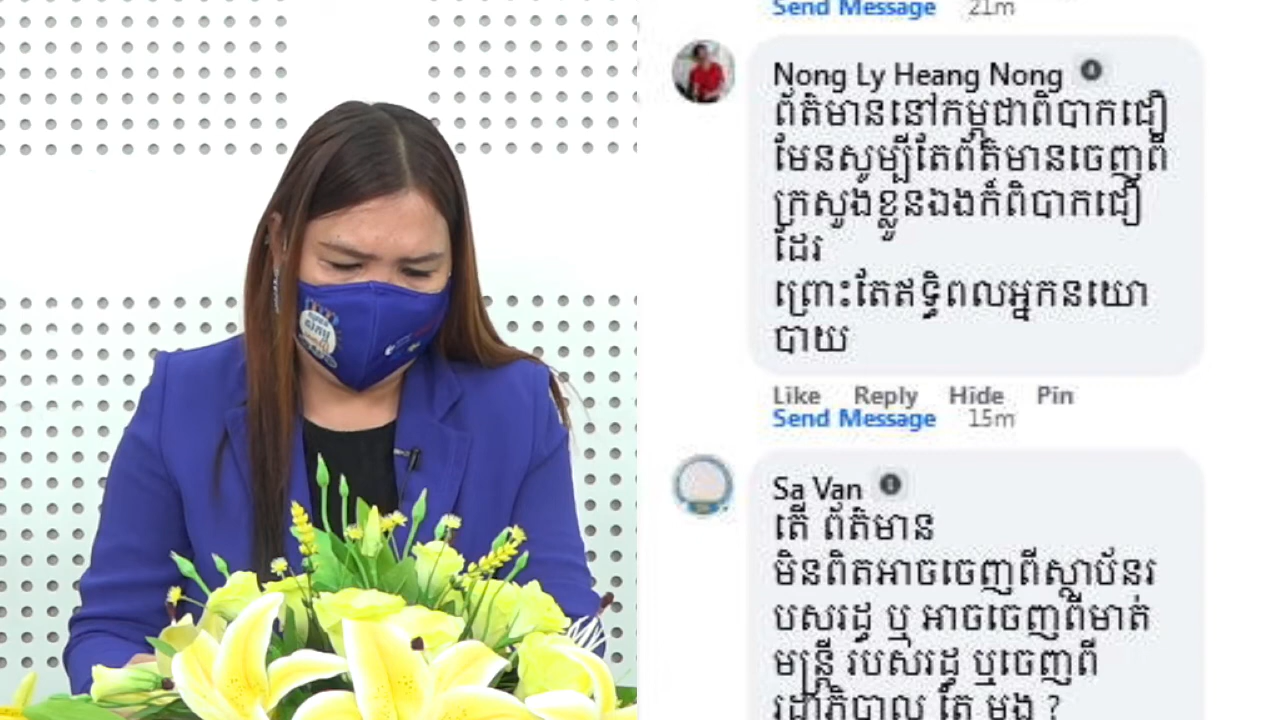 Send Message 21m
Nong Ly Heang Nong
ព័ត៌មាននៅកម្ពុជាពិបាកជឿ
មែនសូម្បីតែព័ត៌មានចេញពី
ក្រសួងខ្លួនឯងក៏ពិបាកជឿ
ដែរ
ព្រោះតែឥទ្ធិពលអ្នកនយោ
បាយ
Like Reply Hide Pin
Send Message 15m
Sa Van
តើ ព័ត៌មាន
មិនពិតអាចចេញពីស្ថាប័នរ
បសរដ្ឋ ឬ អាចចេញពីមាត់
មន្ត្រី របស់រដ្ឋ ឬចេញពី
រដ្ឋាភិបាល តែ ម្តង ?